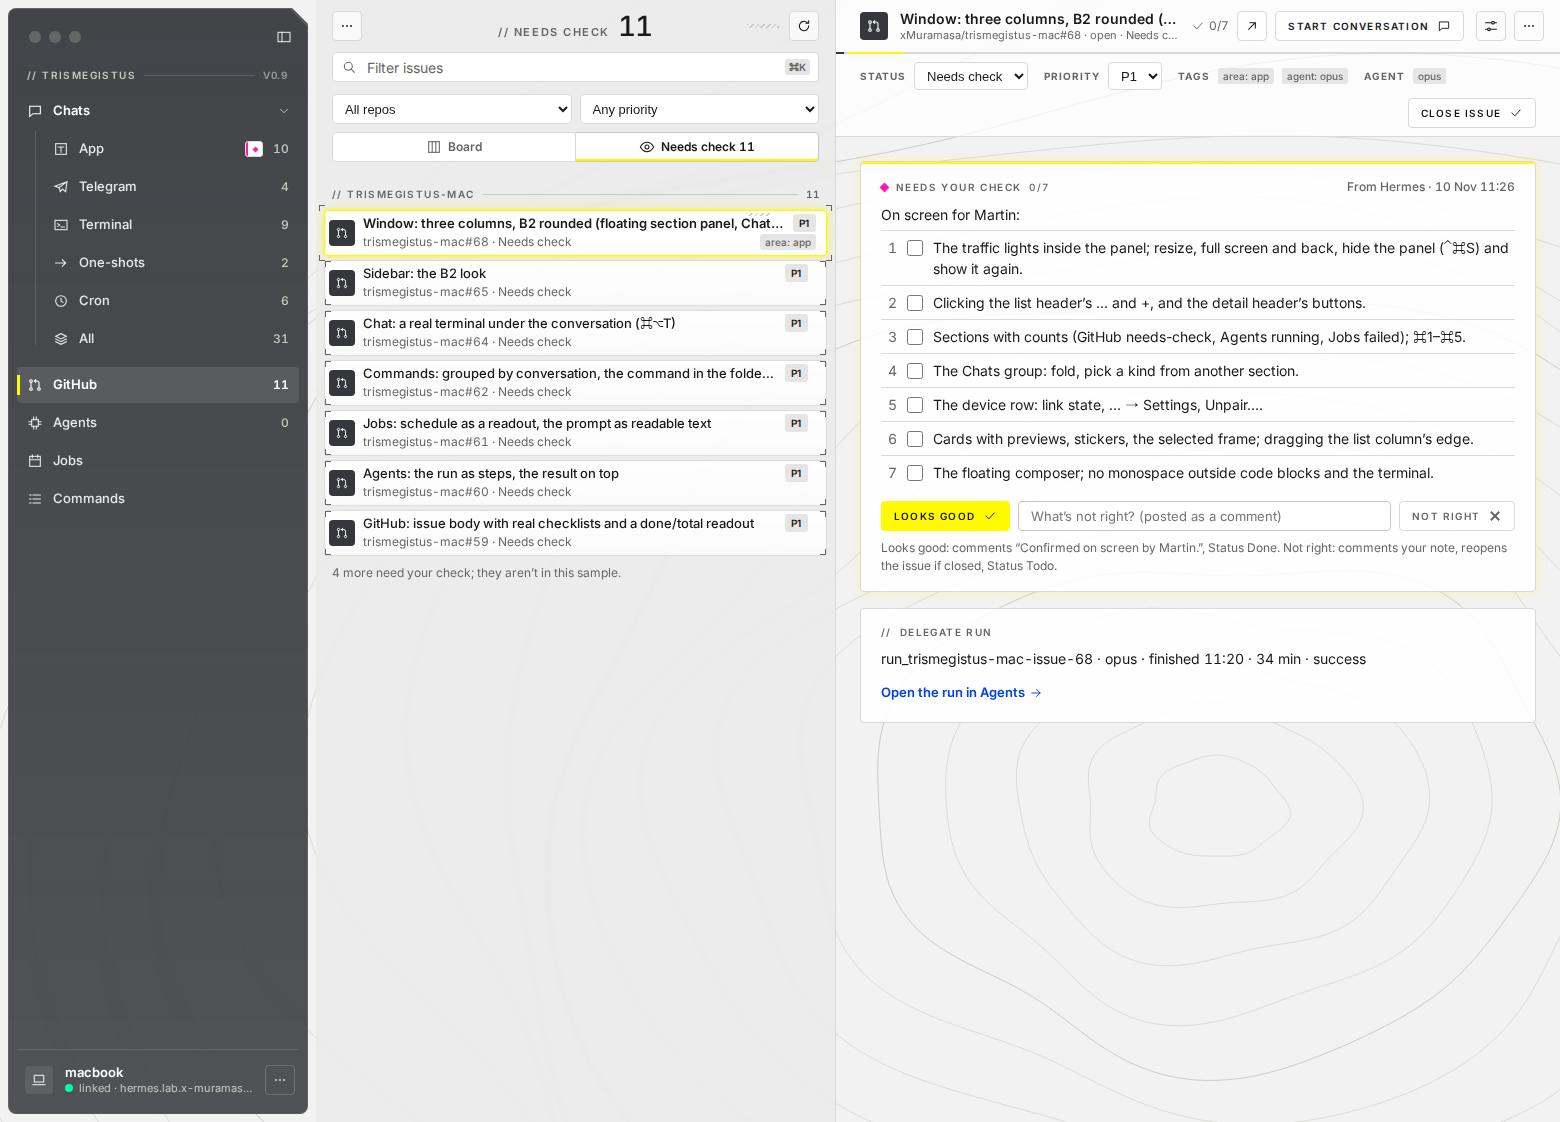 // TRISMEGISTUS V0.9
Chats
App 10
Telegram 4
Terminal 9
One-shots 2
Cron 6
All 31
GitHub 11
Agents 0
Jobs
Commands
macbook
linked · hermes.lab.x-muramas...
...
// NEEDS CHECK 11
Filter issues ⌘K
All repos
Any priority
Board
Needs check 11
// TRISMEGISTUS-MAC 11
Window: three columns, B2 rounded (floating section panel, Chat... P1
trismegistus-mac#68 · Needs check area: app
Sidebar: the B2 look P1
trismegistus-mac#65 · Needs check
Chat: a real terminal under the conversation (⌘⌥T) P1
trismegistus-mac#64 · Needs check
Commands: grouped by conversation, the command in the folde... P1
trismegistus-mac#62 · Needs check
Jobs: schedule as a readout, the prompt as readable text P1
trismegistus-mac#61 · Needs check
Agents: the run as steps, the result on top P1
trismegistus-mac#60 · Needs check
GitHub: issue body with real checklists and a done/total readout P1
trismegistus-mac#59 · Needs check
4 more need your check; they aren’t in this sample.
Window: three columns, B2 rounded (...
xMuramasa/trismegistus-mac#68 · open · Needs c...
0/7
START CONVERSATION
...
STATUS Needs check PRIORITY P1 TAGS area: app agent: opus AGENT opus
CLOSE ISSUE
NEEDS YOUR CHECK 0/7 From Hermes · 10 Nov 11:26
On screen for Martin:
1 The traffic lights inside the panel; resize, full screen and back, hide the panel (^⌘S) and
show it again.
2 Clicking the list header’s ... and +, and the detail header’s buttons.
3 Sections with counts (GitHub needs-check, Agents running, Jobs failed); ⌘1–⌘5.
4 The Chats group: fold, pick a kind from another section.
5 The device row: link state, ... → Settings, Unpair....
6 Cards with previews, stickers, the selected frame; dragging the list column’s edge.
7 The floating composer; no monospace outside code blocks and the terminal.
LOOKS GOOD
What’s not right? (posted as a comment)
NOT RIGHT
Looks good: comments “Confirmed on screen by Martin.”, Status Done. Not right: comments your note, reopens
the issue if closed, Status Todo.
// DELEGATE RUN
run_trismegistus-mac-issue-68 · opus · finished 11:20 · 34 min · success
Open the run in Agents →